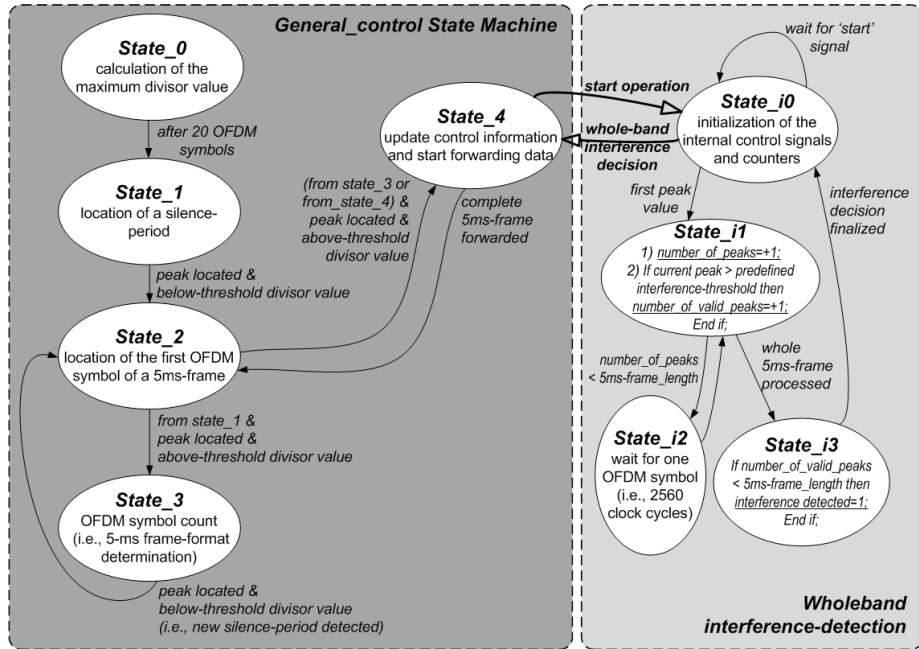 General_control State Machine
State_0
calculation of the
maximum divisor value
after 20 OFDM
symbols
State_1
location of a silence-
period
peak located &
below-threshold divisor value
State_2
location of the first OFDM
symbol of a 5ms-frame
from state_1 &
peak located &
above-threshold divisor value
State_3
OFDM symbol count
(i.e., 5-ms frame-format
determination)
peak located &
below-threshold divisor value
(i.e., new silence-period detected)
State_4
update control information
and start forwarding data
(from state_3 or
from_state_4) &
peak located &
above-threshold
divisor value
complete
5ms-frame
forwarded
start operation
whole-band
interference
decision
wait for ‘start’
signal
State_i0
initialization of the
internal control signals
and counters
first peak
value
interference
decision
finalized
State_i1
1) number_of_peaks=+1;
2) If current peak > predefined
interference-threshold then
number_of_valid_peaks=+1;
End if;
number_of_peaks
< 5ms-frame_length
whole
5ms-frame
processed
State_i2
wait for one
OFDM symbol
(i.e., 2560
clock cycles)
State_i3
If number_of_valid_peaks
< 5ms-frame_length then
interference detected=1;
End if;
Wholeband
interference-detection